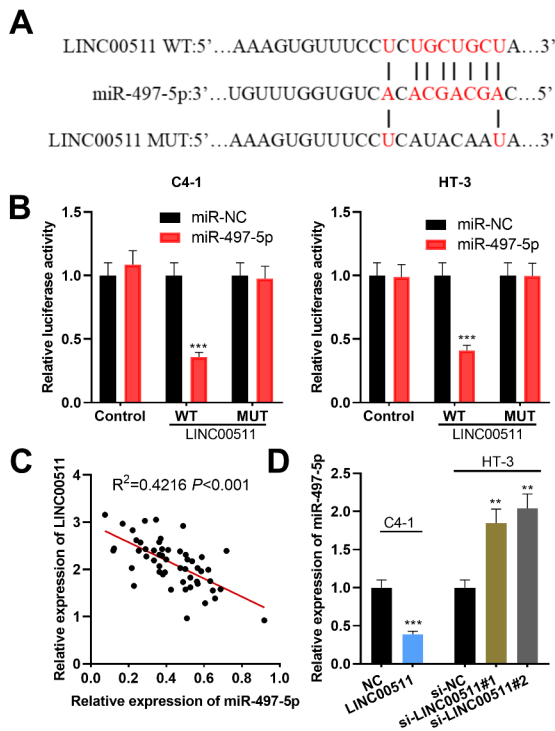 A
LINC00511 WT:5’…AAAGUGUUUCCUCUGCUGCUA…3’
miR-497-5p:3’…UGUUUGGUGUCACACGACGAC…5’
LINC00511 MUT:5’…AAAGUGUUUCCUCAUACAAUA…3'
B
C4-1
Relative luciferase activity
1.5
1.0
0.5
0.0
miR-NC
miR-497-5p
***
Control WT MUT
LINC00511
HT-3
Relative luciferase activity
1.5
1.0
0.5
0.0
miR-NC
miR-497-5p
***
Control WT MUT
LINC00511
C
Relative expression of LINC00511
R2=0.4216 P<0.001
4
3
2
1
0
0.0 0.2 0.4 0.6 0.8 1.0
Relative expression of miR-497-5p
D
Relative expression of miR-497-5p
2.5
2.0
1.5
1.0
0.5
0.0
C4-1
HT-3
***
**
**
NC
LINC00511
si-NC
si-LINC00511#1
si-LINC00511#2